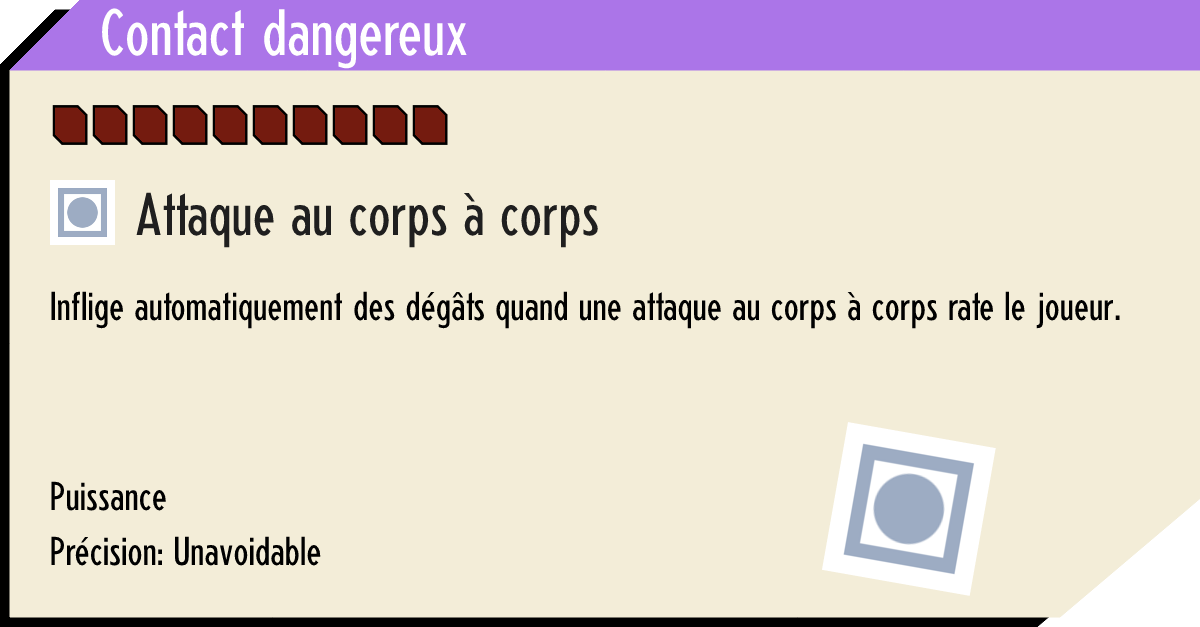 Contact dangereux
Attaque au corps à corps
Inflige automatiquement des dégâts quand une attaque au corps à corps rate le joueur.
Puissance
Précision: Unavoidable